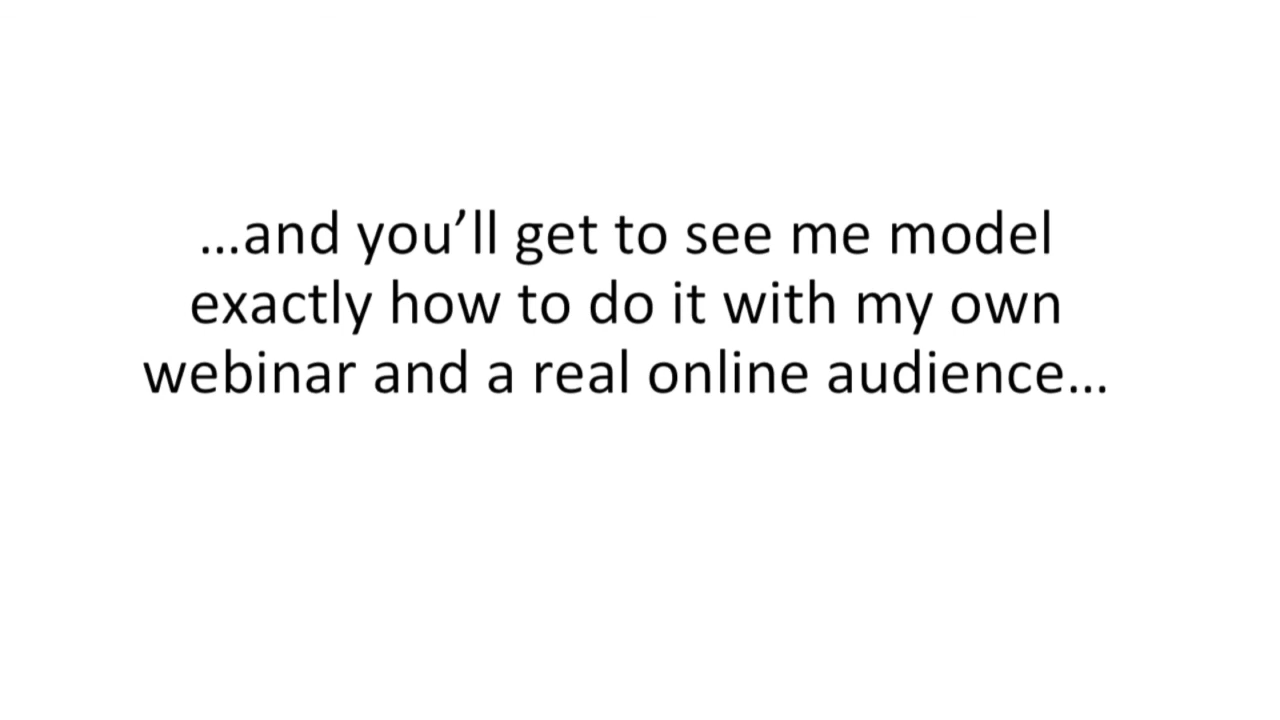 …and you’ll get to see me model
exactly how to do it with my own
webinar and a real online audience…